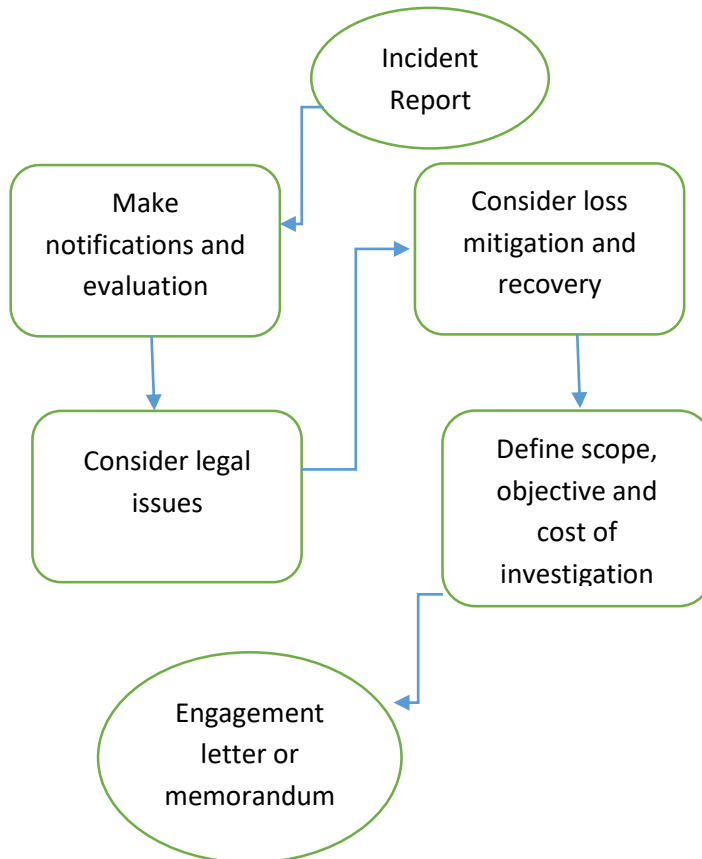 Incident
Report
Make
notifications and
evaluation
Consider legal
issues
Consider loss
mitigation and
recovery
Define scope,
objective and
cost of
investigation
Engagement
letter or
memorandum